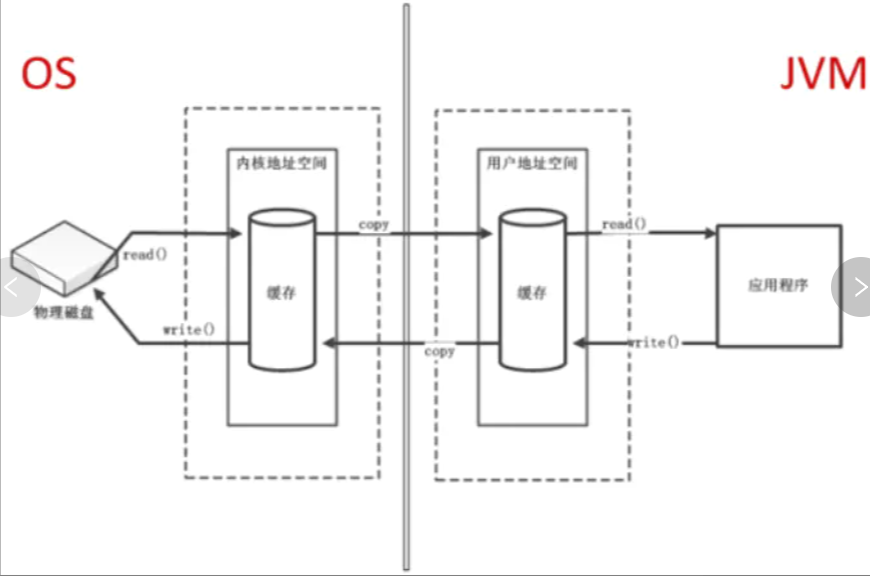 OS
JVM
内核地址空间
用户地址空间
copy
read()
read()
缓存
缓存
应用程序
物理磁盘
write()
copy
write()